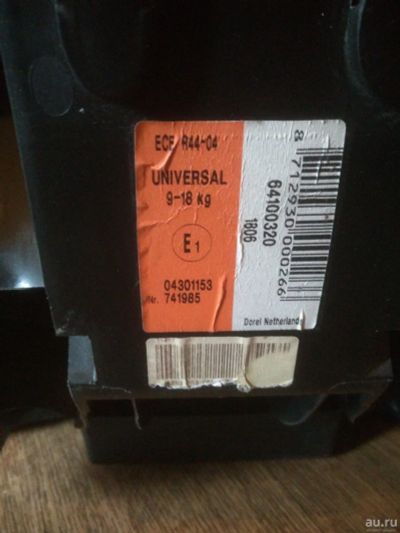 ECE R44-04
UNIVERSAL
9-18 kg
E1
04301153
Nr. 741985
64100320
1806
8 712930 000266
Dorel Netherland
au.ru